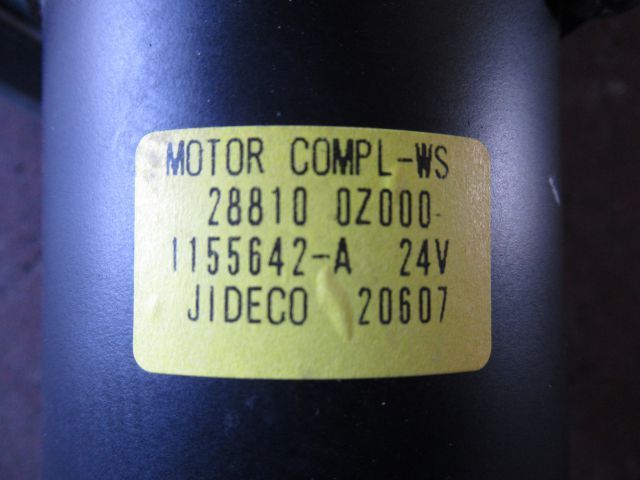 MOTOR COMPL-WS
28810 0Z000
1155642-A 24V
JIDECO 20607